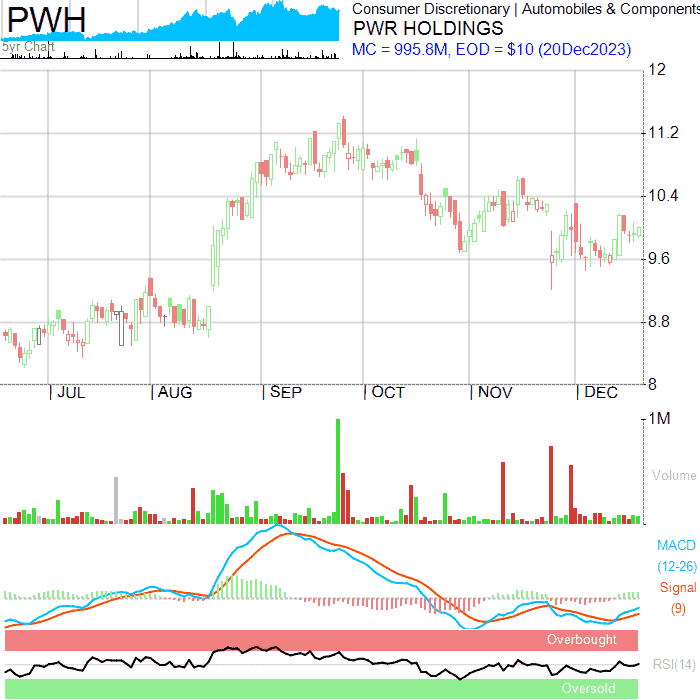 PWH
Consumer Discretionary | Automobiles & Components
PWR HOLDINGS
5yr Chart
MC = 995.8M, EOD = $10 (20Dec2023)
12
11.2
10.4
9.6
8.8
8
JUL AUG SEP OCT NOV DEC
1M
Volume
MACD
(12-26)
Signal
(9)
Overbought
RSI(14)
Oversold